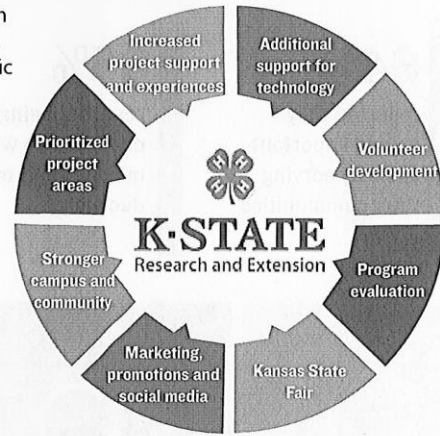 Increased
project support
and experiences
Additional
support for
technology
Volunteer
development
Program
evaluation
Kansas State
Fair
Marketing,
promotions and
social media
Stronger
campus and
community
Prioritized
project
areas
H H H H
K-STATE
Research and Extension